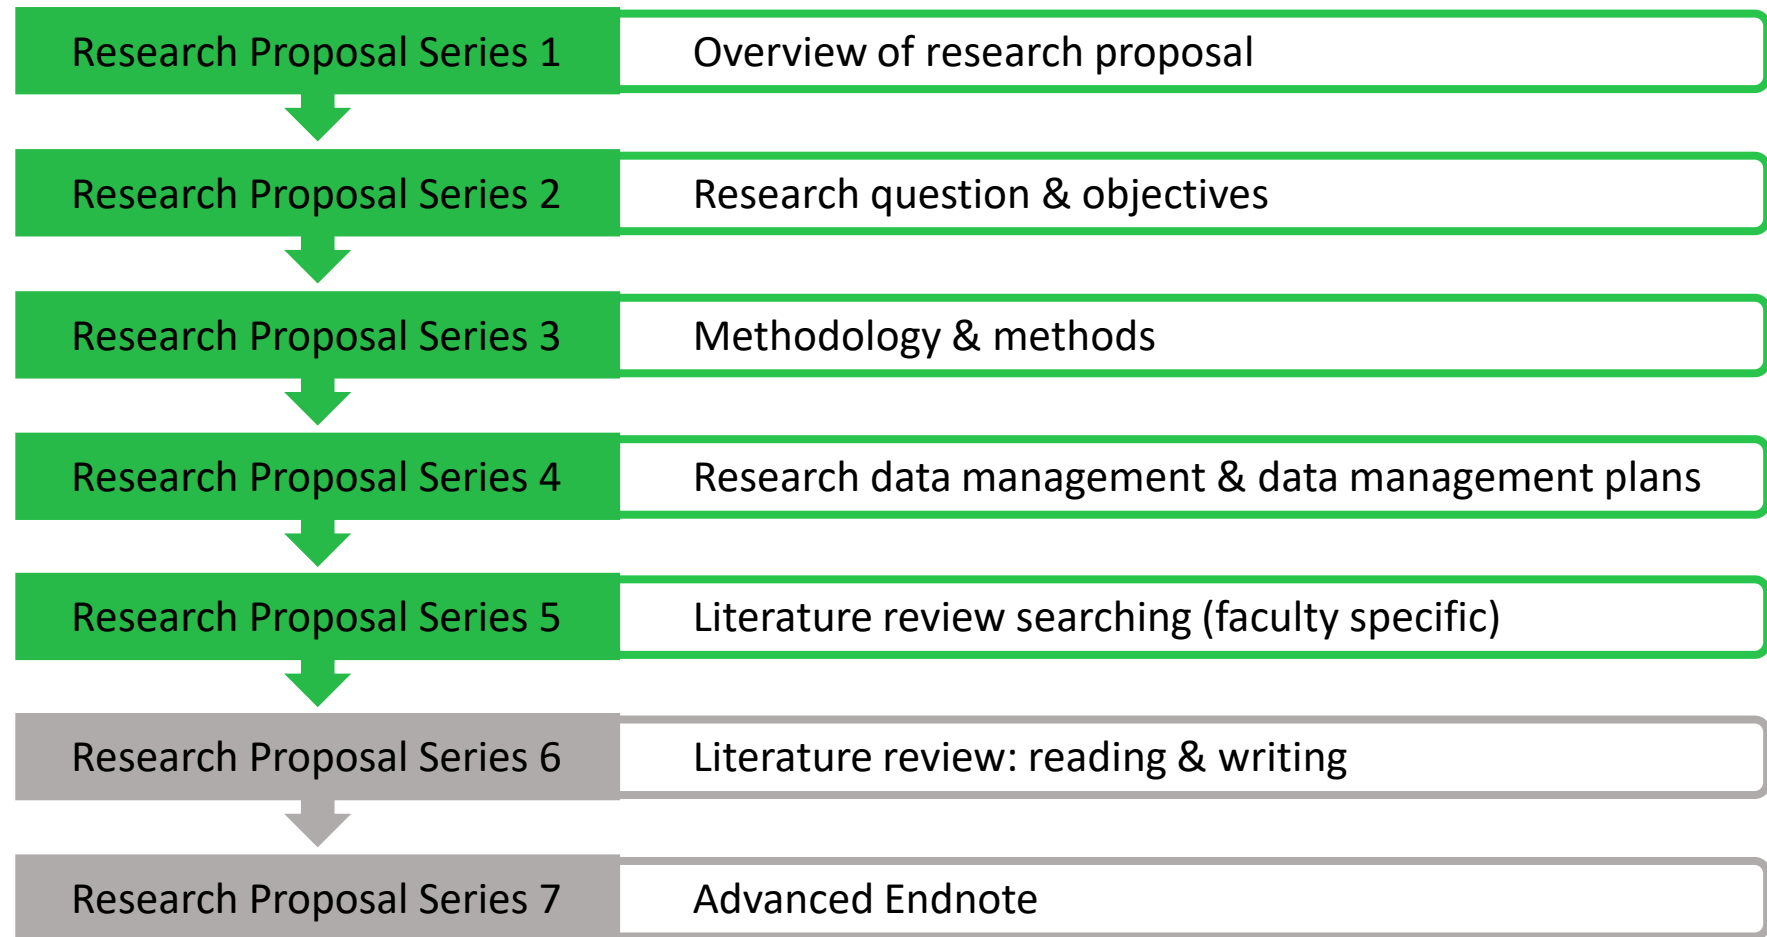 Research Proposal Series 1
Overview of research proposal
Research Proposal Series 2
Research question & objectives
Research Proposal Series 3
Methodology & methods
Research Proposal Series 4
Research data management & data management plans
Research Proposal Series 5
Literature review searching (faculty specific)
Research Proposal Series 6
Literature review: reading & writing
Research Proposal Series 7
Advanced Endnote